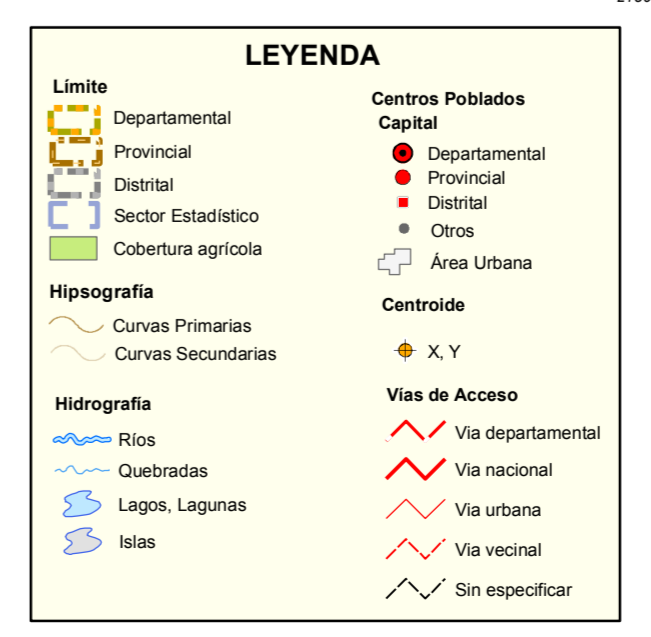 LEYENDA
Límite
Departamental
Provincial
Distrital
Sector Estadístico
Cobertura agrícola
Hipsografía
Curvas Primarias
Curvas Secundarias
Hidrografía
Ríos
Quebradas
Lagos, Lagunas
Islas
Centros Poblados
Capital
Departamental
Provincial
Distrital
Otros
Área Urbana
Centroide
X, Y
Vías de Acceso
Via departamental
Via nacional
Via urbana
Via vecinal
Sin especificar